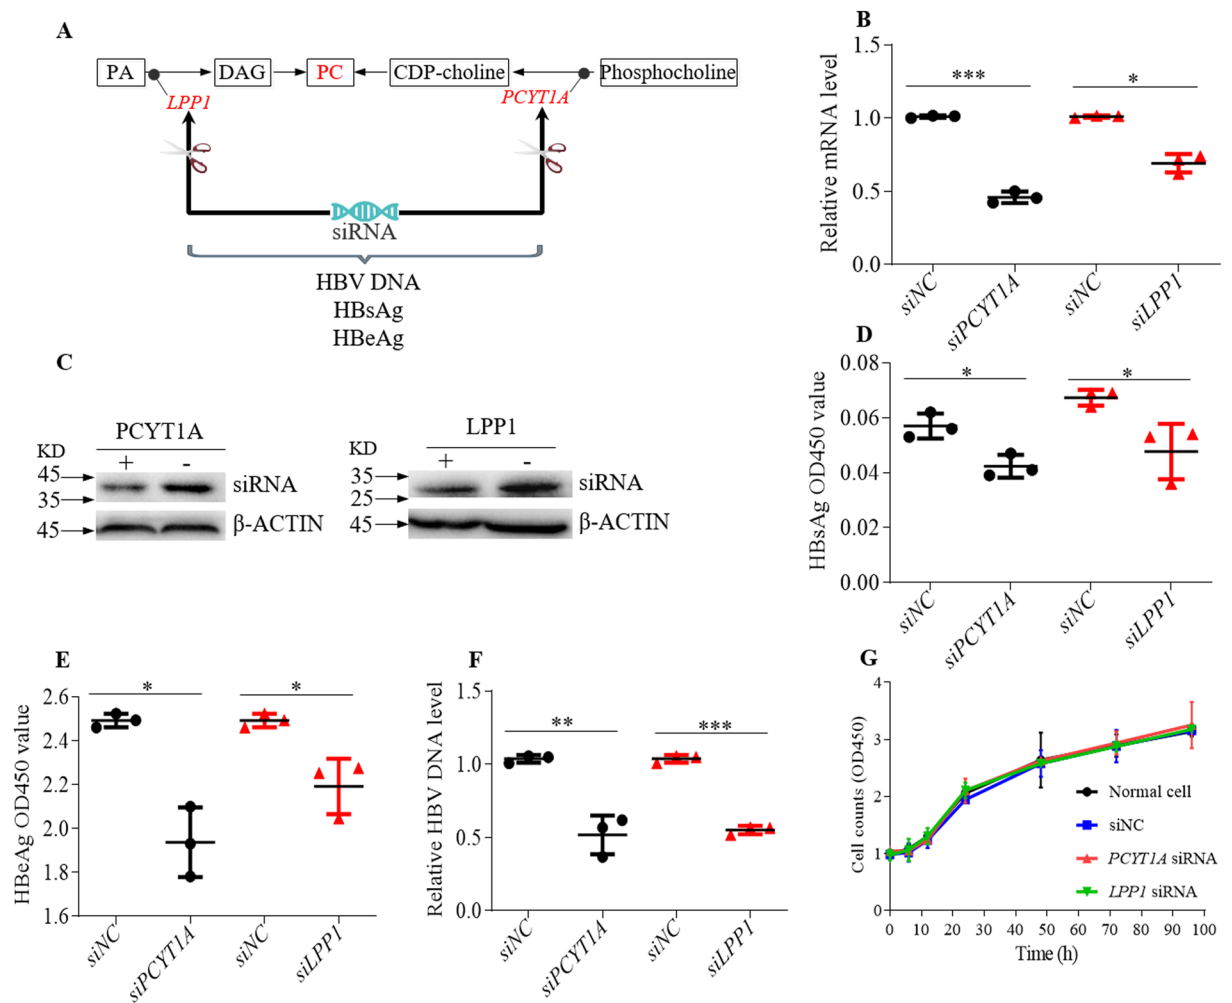 A
PA
DAG
PC
CDP-choline
Phosphocholine
LPP1
PCYT1A
siRNA
HBV DNA
HBsAg
HBeAg
B
Relative mRNA level
1.5
1.0
0.5
0.0
***
*
siNC
siPCYT1A
siNC
siLPP1
C
PCYT1A
KD
+ -
45
35
siRNA
45
β-ACTIN
LPP1
KD
+ -
35
25
siRNA
45
β-ACTIN
D
HBsAg OD450 value
0.08
0.06
0.04
0.02
0.00
*
*
siNC
siPCYT1A
siNC
siLPP1
E
HBeAg OD450 value
2.6
2.4
2.2
2.0
1.8
1.6
*
*
siNC
siPCYT1A
siNC
siLPP1
F
Relative HBV DNA level
1.5
1.0
0.5
0.0
**
***
siNC
siPCYT1A
siNC
siLPP1
G
Cell counts (OD450)
4
3
2
1
0
Normal cell
siNC
PCYT1A siRNA
LPP1 siRNA
0 10 20 30 40 50 60 70 80 90 100
Time (h)